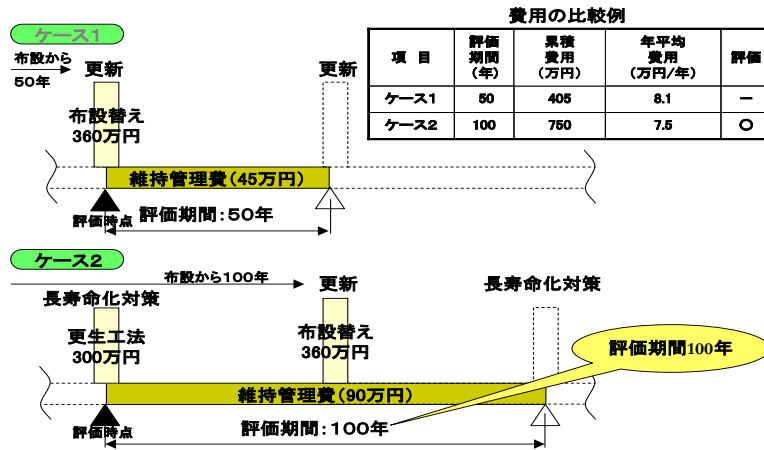 費用の比較例
項 目
評価
期間
(年)
累積
費用
(万円)
年平均
費用
(万円/年)
評価
ケース1 50 405 8.1 －
ケース2 100 750 7.5 ○
ケース1
布設から
50年
更新
更新
布設替え
360万円
維持管理費(45万円)
評価時点
評価期間:50年
ケース2
布設から100年
更新
長寿命化対策
長寿命化対策
更生工法
300万円
布設替え
360万円
評価期間100年
維持管理費(90万円)
評価時点
評価期間:100年